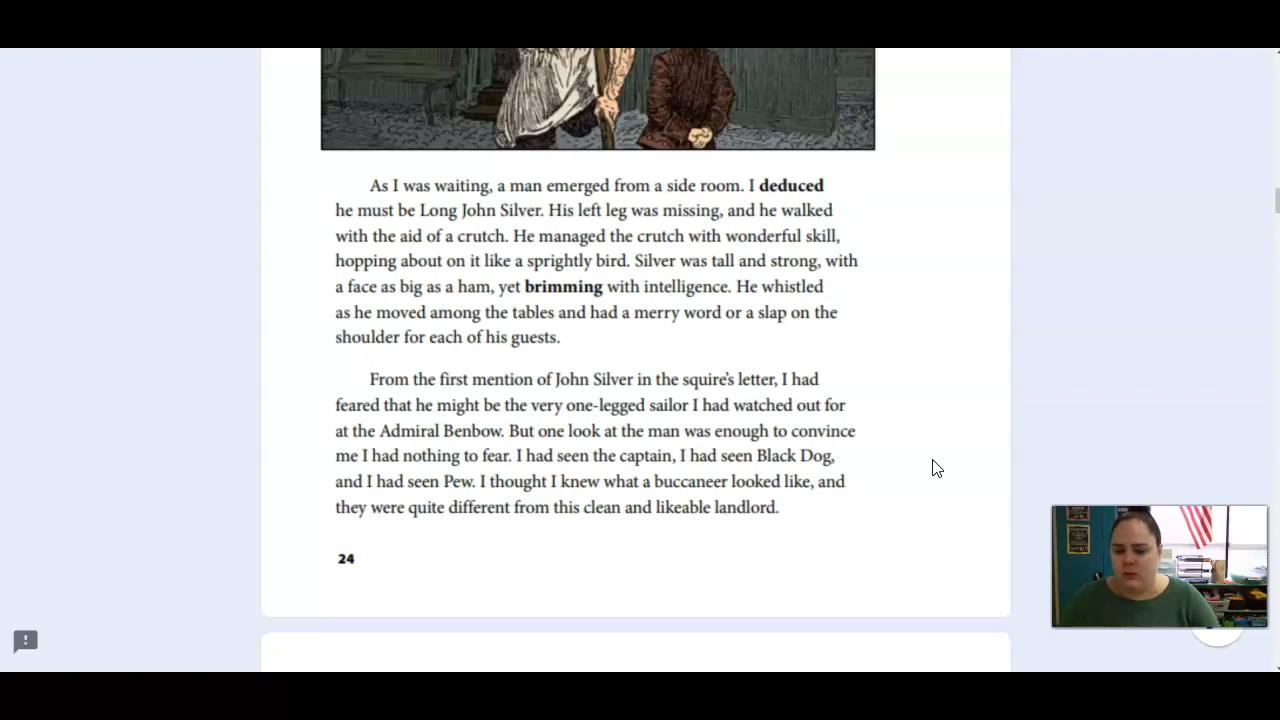 As I was waiting, a man emerged from a side room. I deduced
he must be Long John Silver. His left leg was missing, and he walked
with the aid of a crutch. He managed the crutch with wonderful skill,
hopping about on it like a sprightly bird. Silver was tall and strong, with
a face as big as a ham, yet brimming with intelligence. He whistled
as he moved among the tables and had a merry word or a slap on the
shoulder for each of his guests.
From the first mention of John Silver in the squire's letter, I had
feared that he might be the very one-legged sailor I had watched out for
at the Admiral Benbow. But one look at the man was enough to convince
me I had nothing to fear. I had seen the captain, I had seen Black Dog,
and I had seen Pew. I thought I knew what a buccaneer looked like, and
they were quite different from this clean and likeable landlord.
24